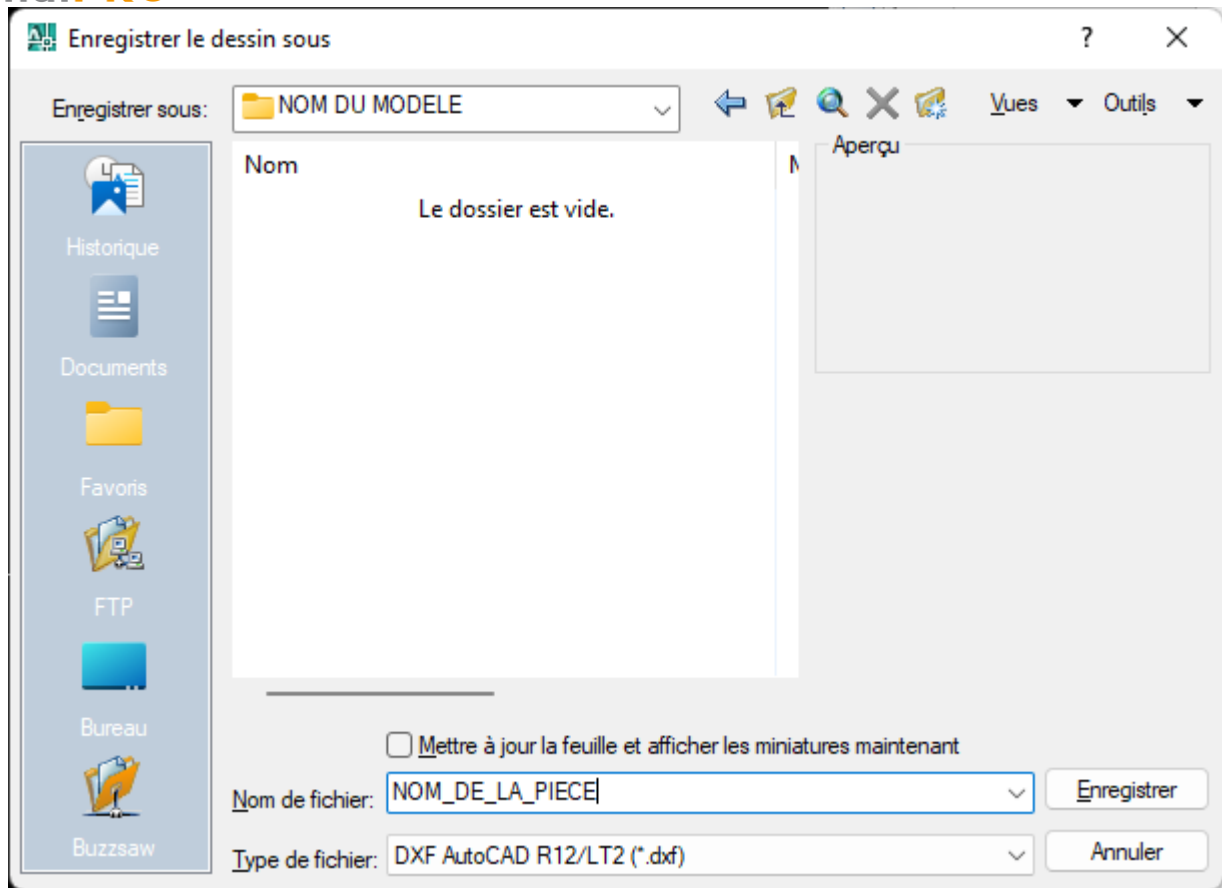 Enregistrer le dessin sous
?
Enregistrer sous:
NOM DU MODELE
Vues
Outils
Nom
Aperçu
Le dossier est vide.
Historique
Documents
Favoris
FTP
Bureau
Buzzsaw
Mettre à jour la feuille et afficher les miniatures maintenant
Nom de fichier:
NOM_DE_LA_PIECE
Enregistrer
Type de fichier:
DXF AutoCAD R12/LT2 (*.dxf)
Annuler